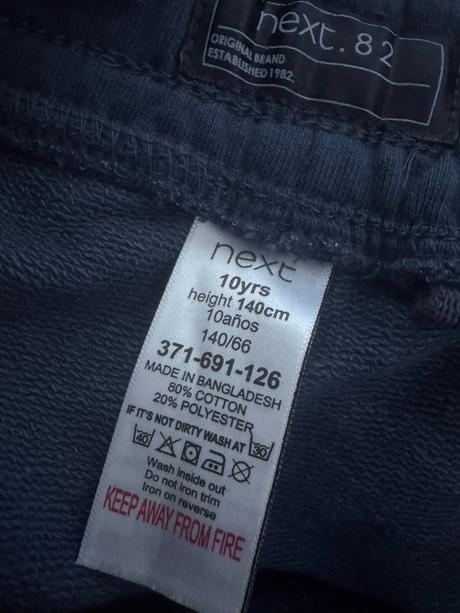 next.82
ORIGINAL BRAND
ESTABLISHED 1982
next
10yrs
height 140cm
10años
140/66
371-691-126
MADE IN BANGLADESH
80% COTTON
20% POLYESTER
IF IT'S NOT DIRTY WASH AT 30
40
Wash inside out
Do not iron trim
Iron on reverse
KEEP AWAY FROM FIRE